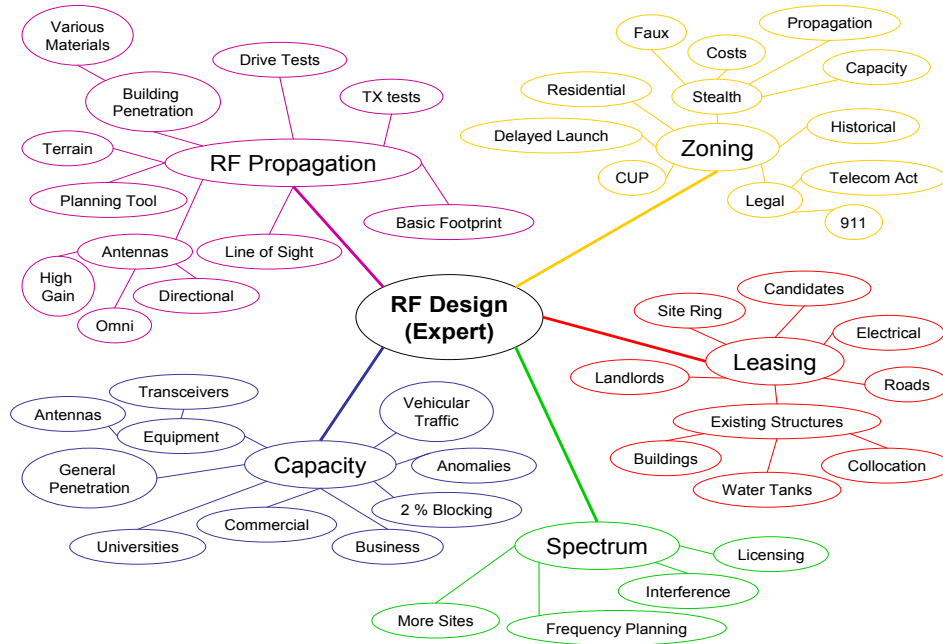 Various
Materials
Building
Penetration
Drive Tests
TX tests
Terrain
RF Propagation
Planning Tool
Basic Footprint
Antennas
Line of Sight
High
Gain
Directional
Omni
Faux
Propagation
Costs
Capacity
Residential
Stealth
Delayed Launch
Historical
Zoning
CUP
Telecom Act
Legal
911
RF Design
(Expert)
Candidates
Site Ring
Electrical
Leasing
Landlords
Roads
Existing Structures
Buildings
Collocation
Water Tanks
Transceivers
Vehicular
Traffic
Antennas
Equipment
General
Penetration
Capacity
Anomalies
2 % Blocking
Commercial
Universities
Business
Spectrum
Licensing
Interference
More Sites
Frequency Planning